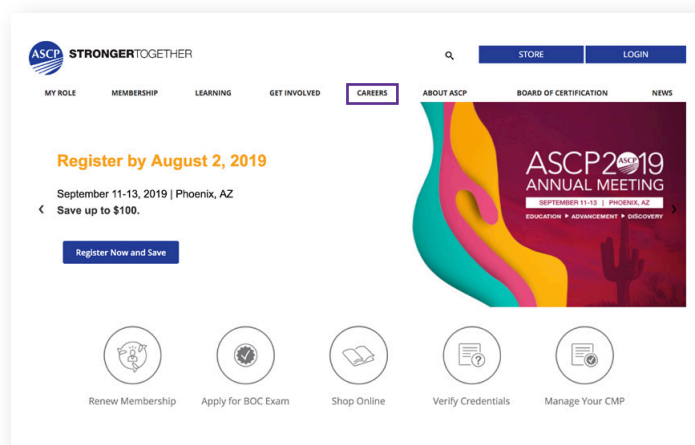 ASCP STRONGERTOGETHER
STORE
LOGIN
MY ROLE
MEMBERSHIP
LEARNING
GET INVOLVED
CAREERS
ABOUT ASCP
BOARD OF CERTIFICATION
NEWS
Register by August 2, 2019
September 11-13, 2019 | Phoenix, AZ
Save up to $100.
Register Now and Save
ASCP2ASCP19
ANNUAL MEETING
SEPTEMBER 11-13 | PHOENIX, AZ
EDUCATION ▶ ADVANCEMENT ▶ DISCOVERY
Renew Membership
Apply for BOC Exam
Shop Online
Verify Credentials
Manage Your CMP